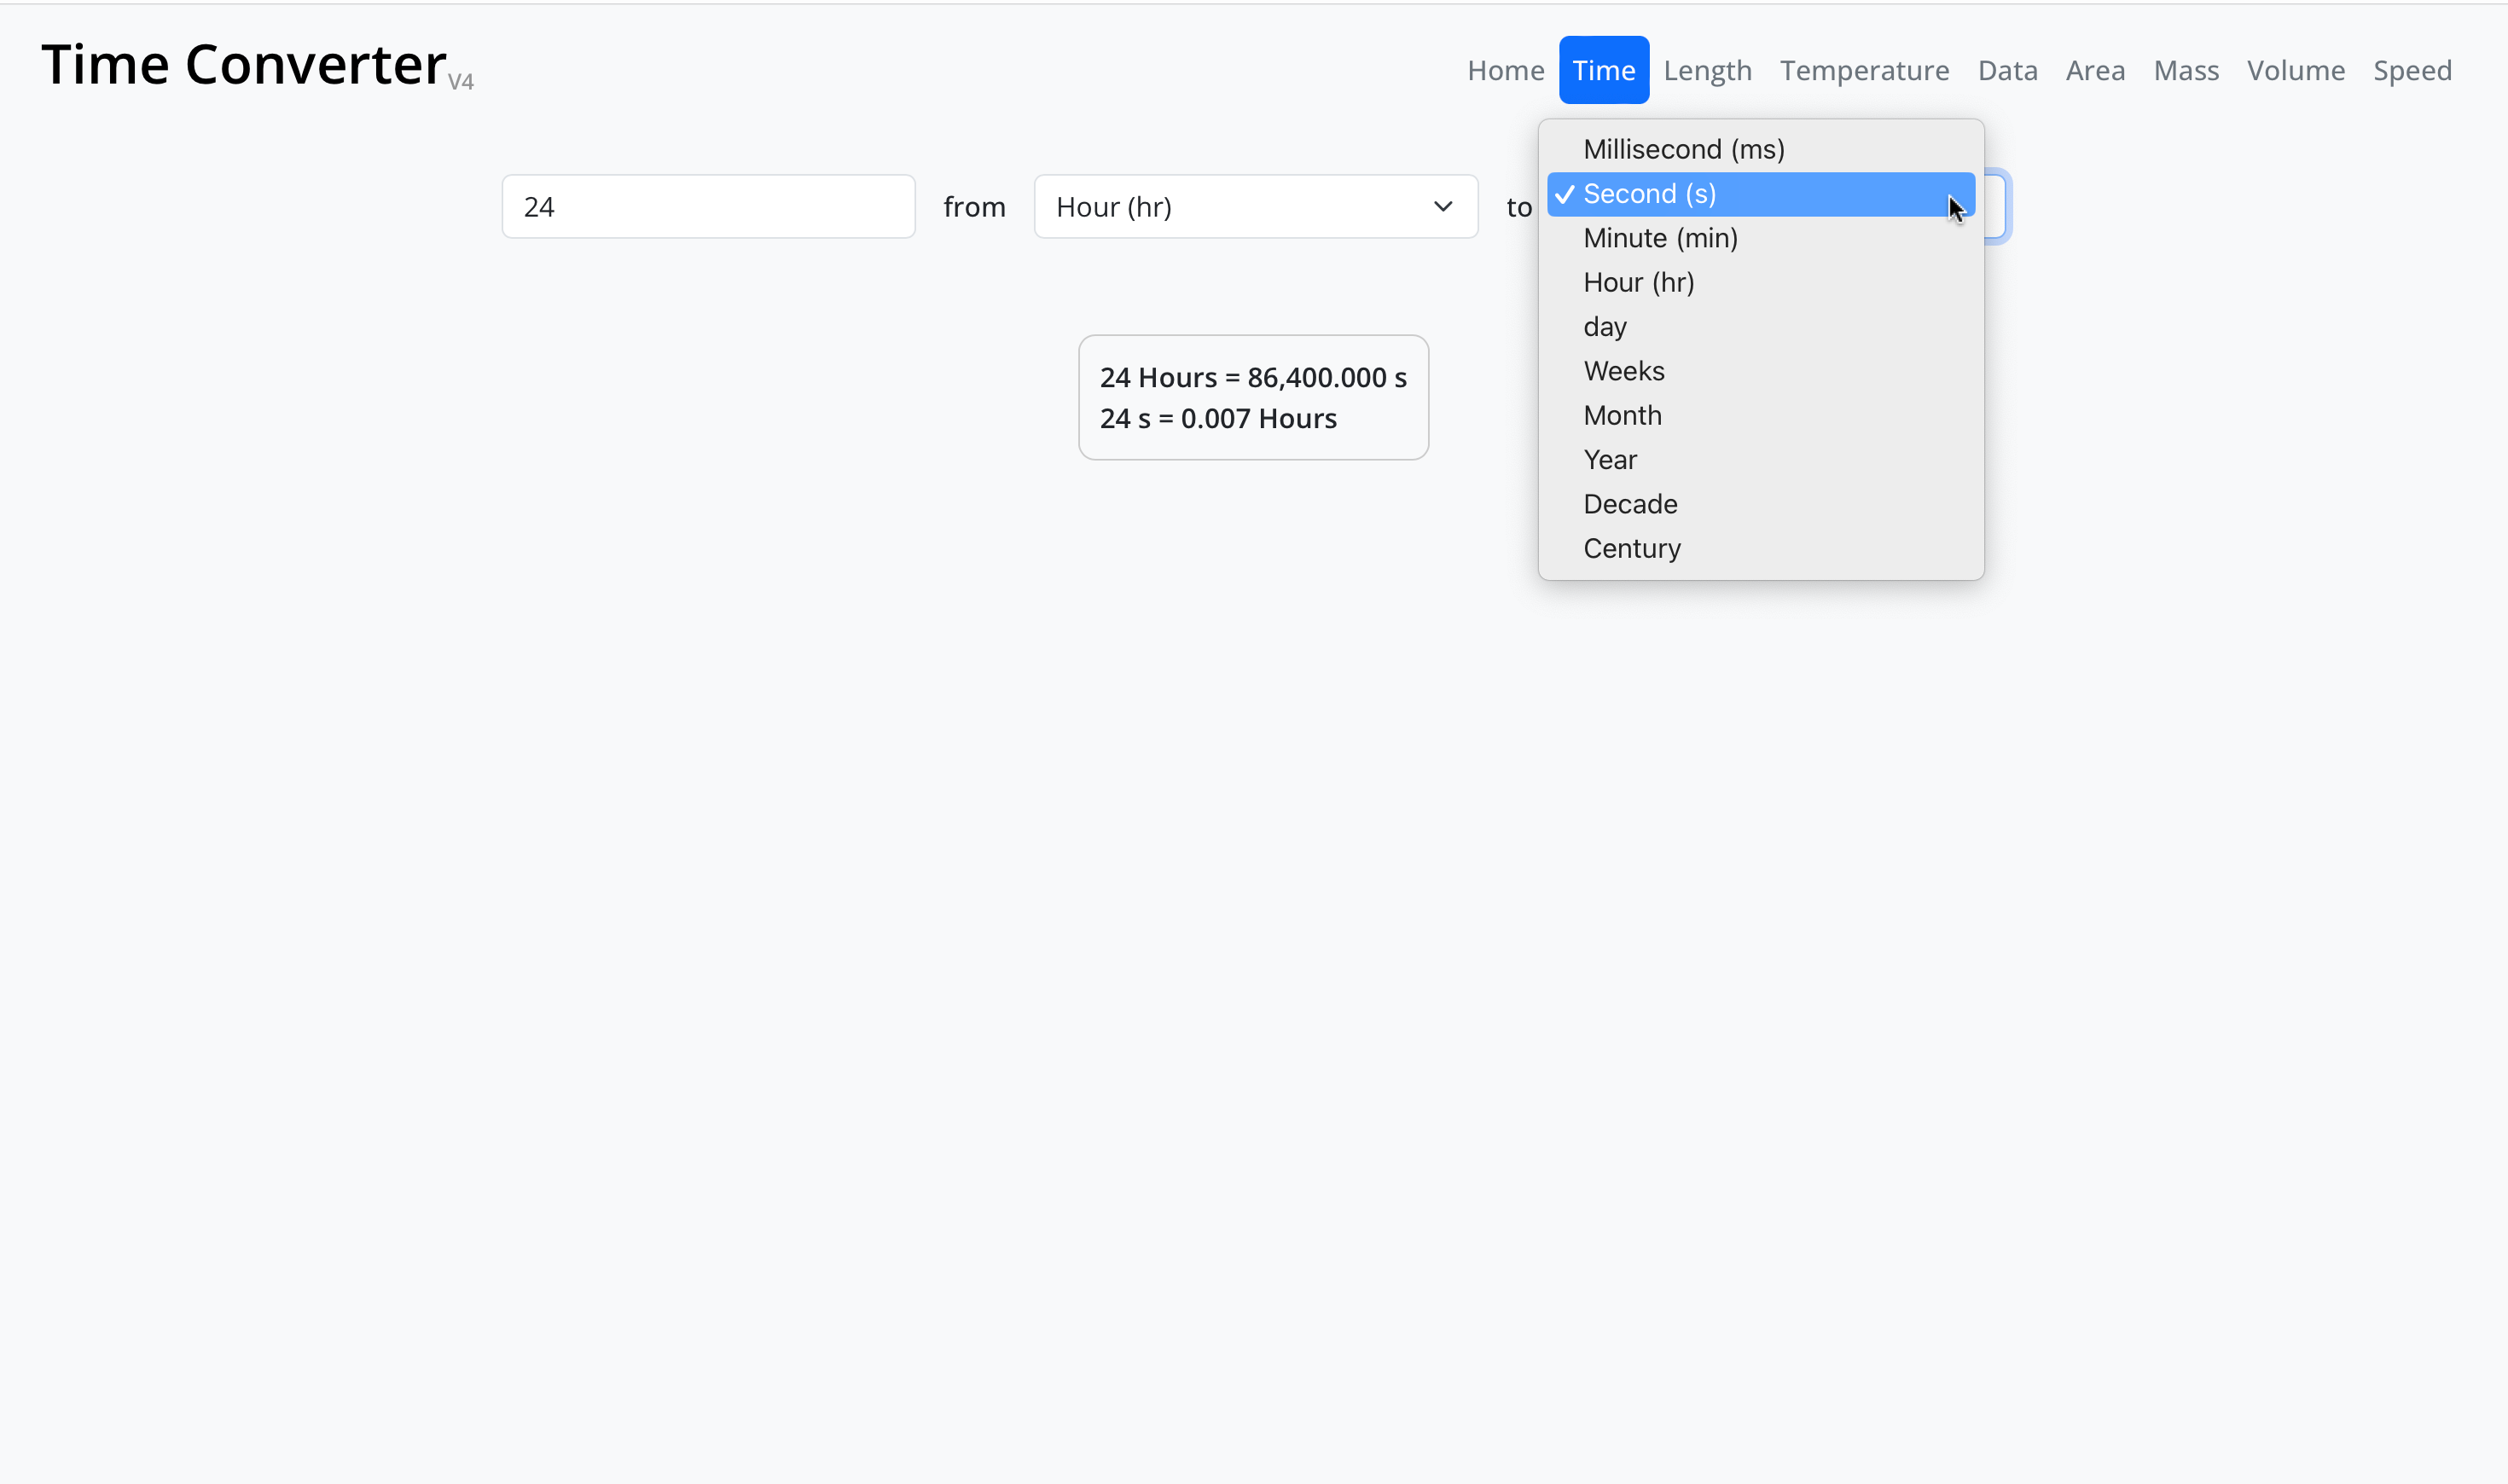 Time Converter V4
Home Time Length Temperature Data Area Mass Volume Speed
24 from Hour (hr) to
Millisecond (ms)
Second (s)
Minute (min)
Hour (hr)
day
Weeks
Month
Year
Decade
Century
24 Hours = 86,400.000 s
24 s = 0.007 Hours